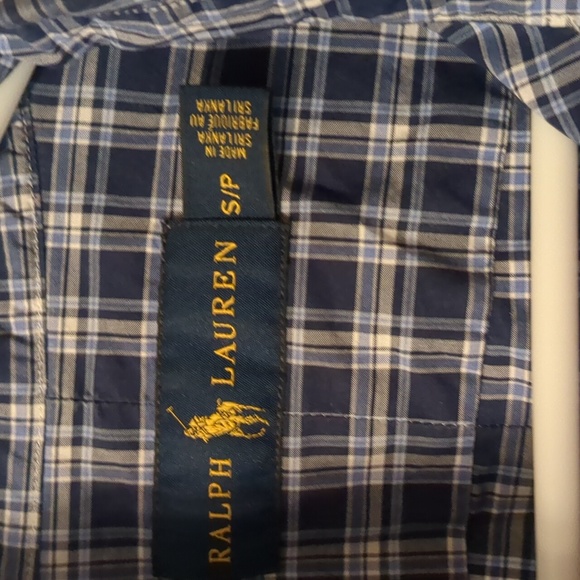 RALPH LAUREN
S/P
MADE IN
SRI LANKA
FABRIQUÉ AU
SRI LANKA